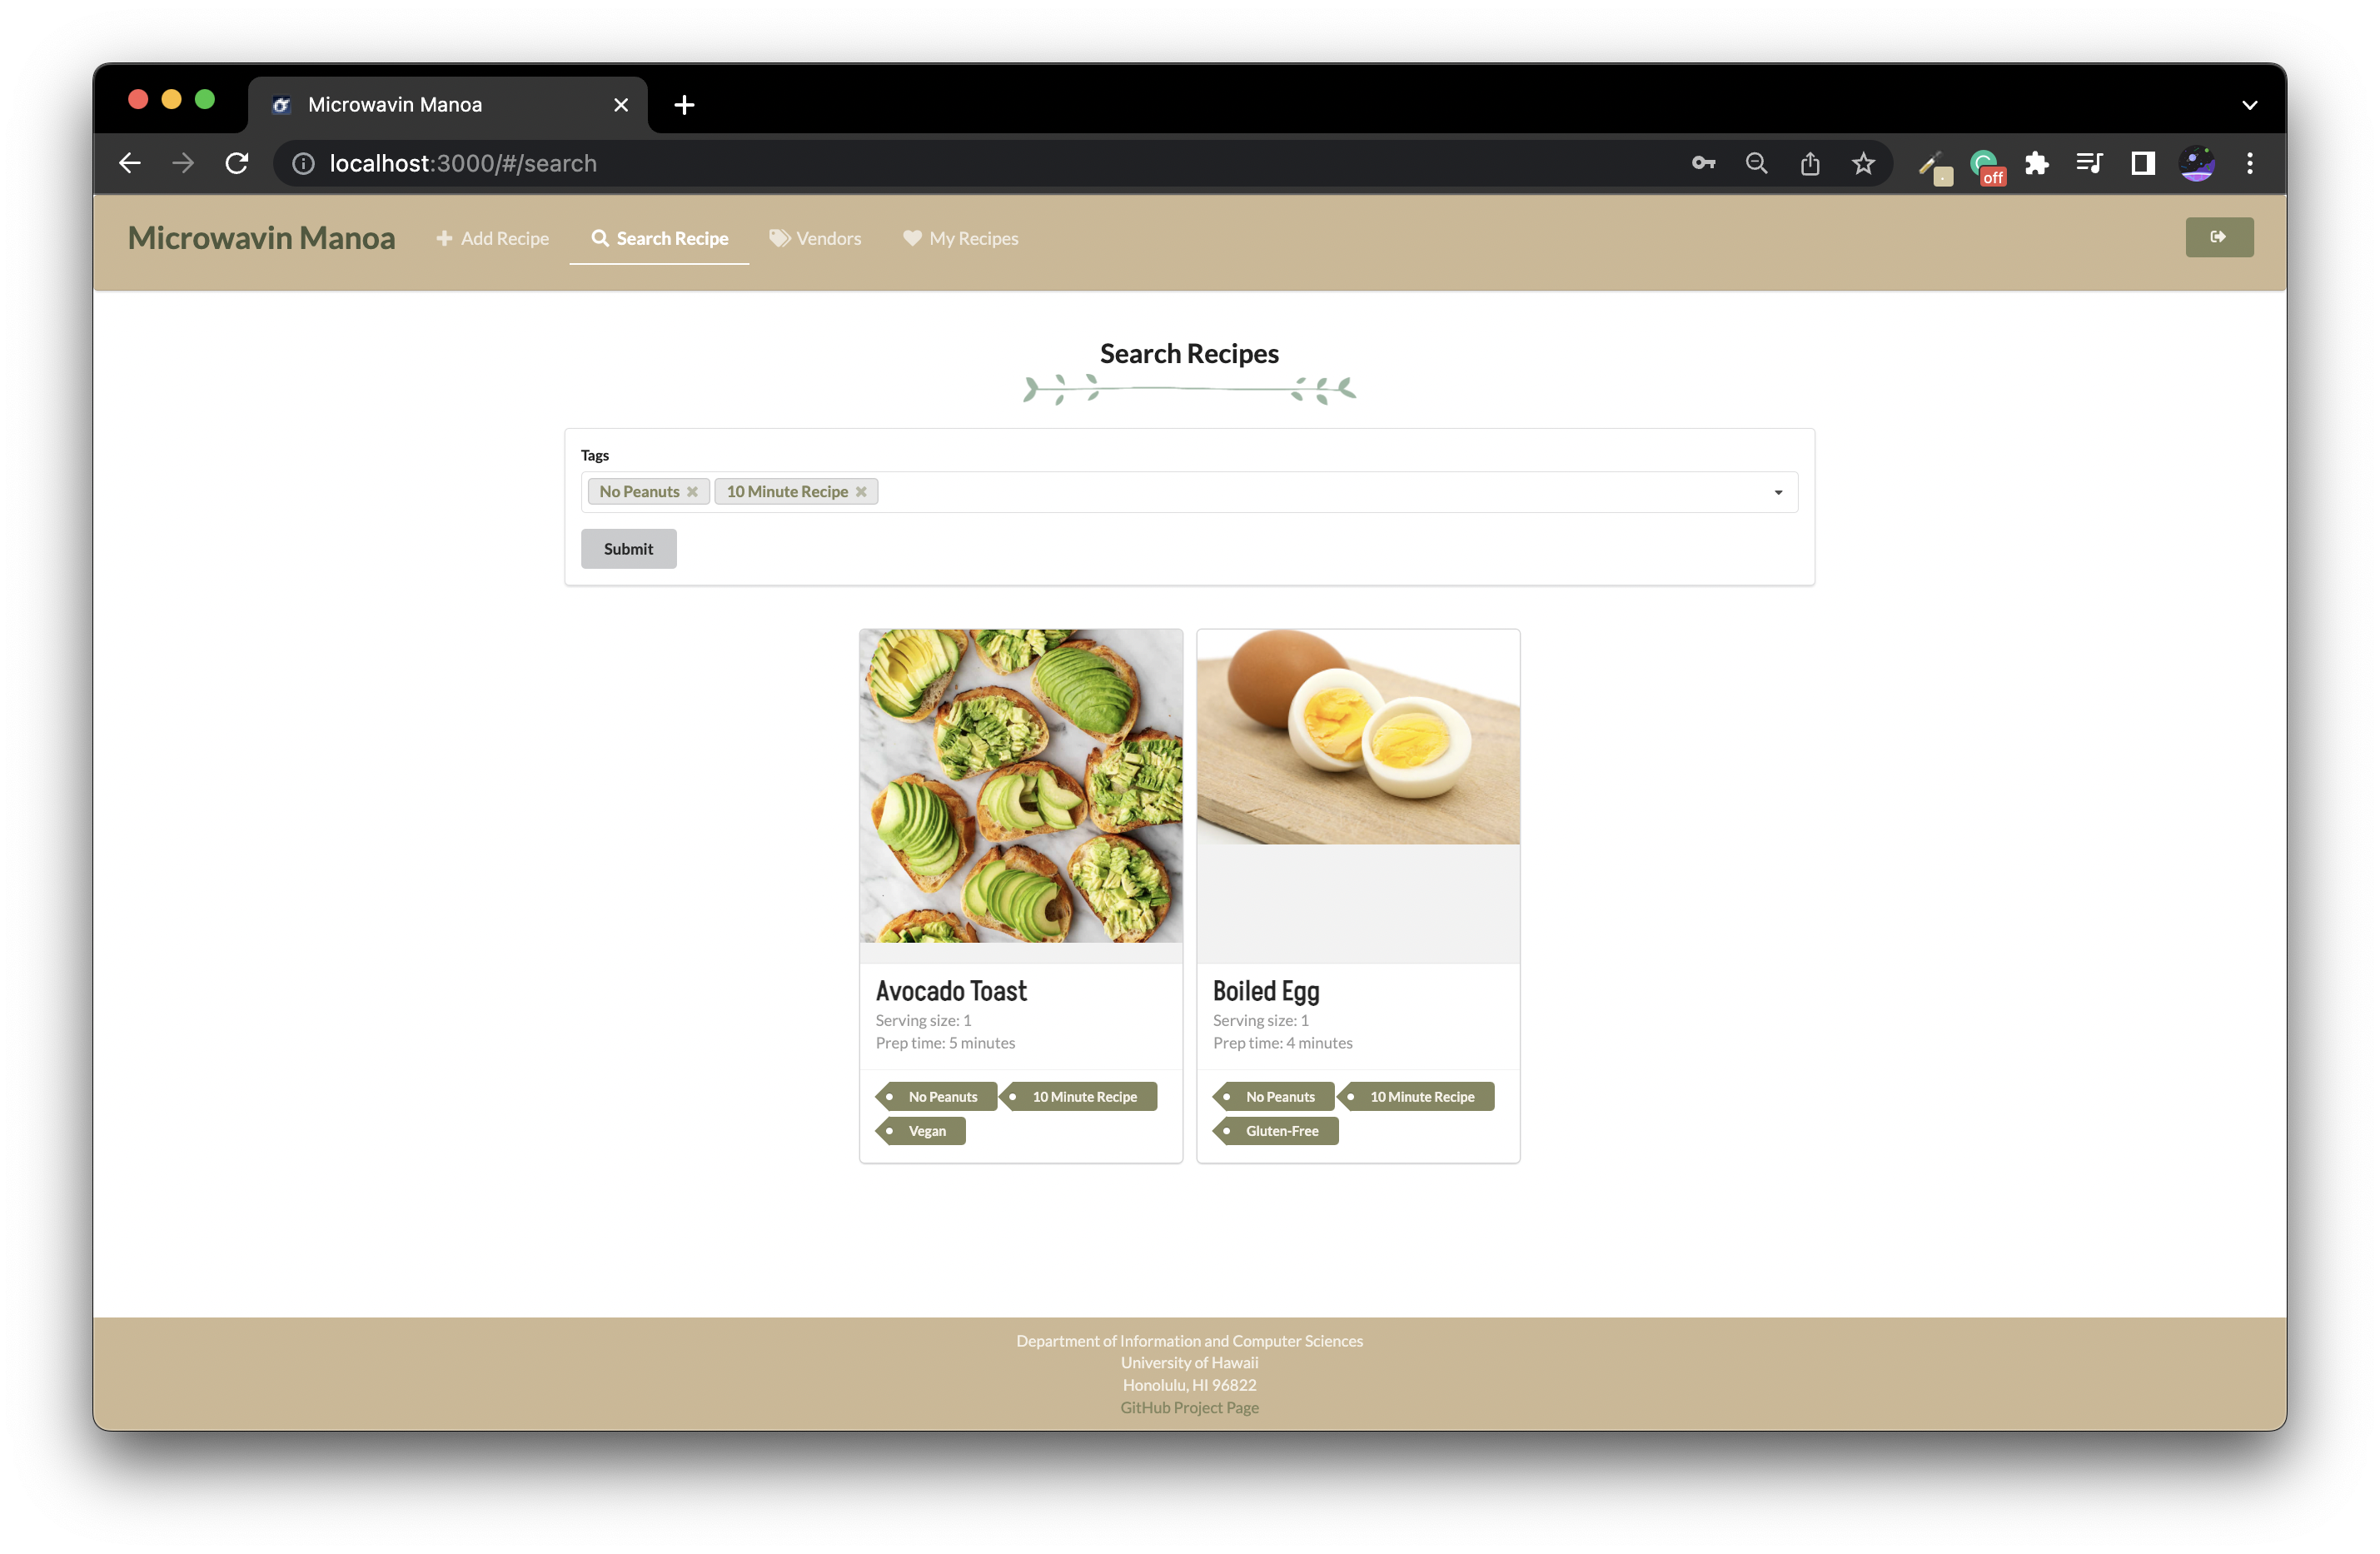 Microwavin Manoa
localhost:3000/#/search
off
Microwavin Manoa Add Recipe Search Recipe Vendors My Recipes
Search Recipes
Tags
No Peanuts 10 Minute Recipe
Submit
Avocado Toast
Serving size: 1
Prep time: 5 minutes
No Peanuts 10 Minute Recipe
Vegan
Boiled Egg
Serving size: 1
Prep time: 4 minutes
No Peanuts 10 Minute Recipe
Gluten-Free
Department of Information and Computer Sciences
University of Hawaii
Honolulu, HI 96822
GitHub Project Page